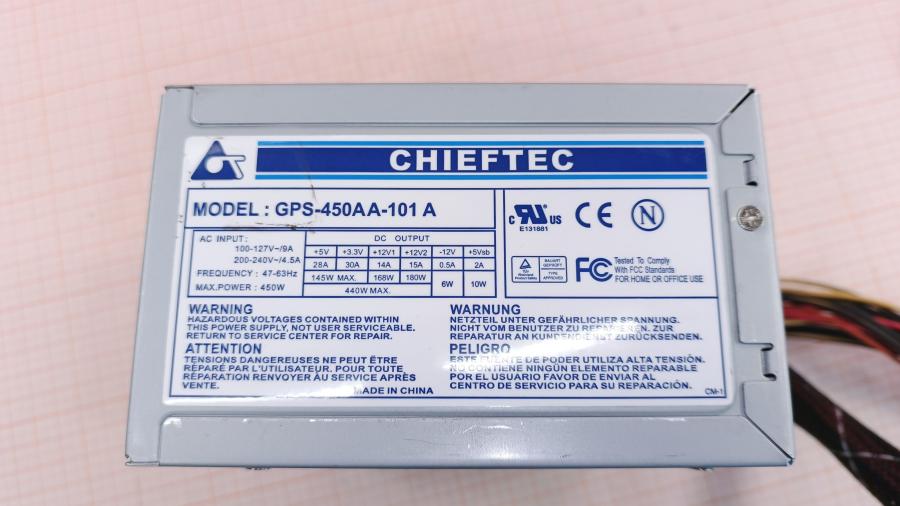 CHIEFTEC
MODEL : GPS-450AA-101 A
AC INPUT:
100-127V~/9A
200-240V~/4.5A
FREQUENCY : 47-63Hz
MAX.POWER : 450W
DC OUTPUT
+5V +3.3V +12V1 +12V2 -12V +5Vsb
28A 30A 14A 15A 0.5A 2A
145W MAX. 168W 180W 6W 10W
440W MAX.
c RU US
E131881
CE
N
TÜV
BAUART GEPRÜFT
TYPE APPROVED
FC
Tested To Comply
With FCC Standards
FOR HOME OR OFFICE USE
WARNING
HAZARDOUS VOLTAGES CONTAINED WITHIN
THIS POWER SUPPLY, NOT USER SERVICEABLE.
RETURN TO SERVICE CENTER FOR REPAIR.
ATTENTION
TENSIONS DANGEREUSES NE PEUT ÊTRE
RÉPARÉ PAR L'UTILISATEUR. POUR TOUTE
RÉPARATION RENVOYER AU SERVICE APRÈS
VENTE.
WARNUNG
NETZTEIL UNTER GEFÄHRLICHER SPANNUNG.
NICHT VOM BENUTZER ZU REPARIEREN. ZUR
REPARATUR AN KUNDENDIENST ZURÜCKSENDEN.
PELIGRO
ESTE FUENTE DE PODER UTILIZA ALTA TENSIÓN.
NO CONTIENE NINGÚN ELEMENTO REPARABLE
POR EL USUARIO FAVOR DE ENVIAR AL
CENTRO DE SERVICIO PARA SU REPARACIÓN.
MADE IN CHINA
CM-1